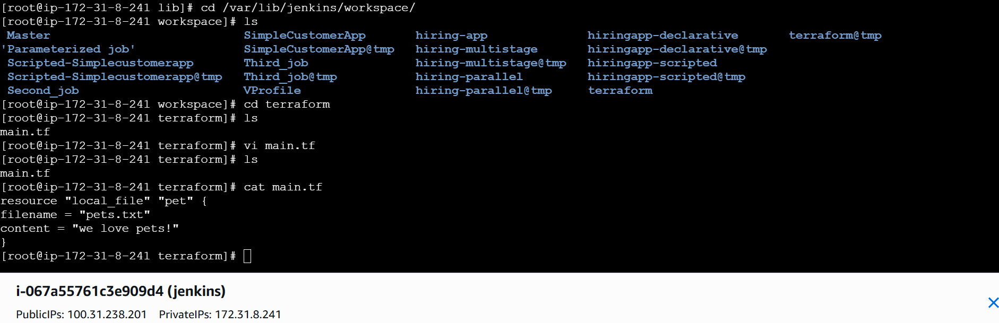 [root@ip-172-31-8-241 lib]# cd /var/lib/jenkins/workspace/
[root@ip-172-31-8-241 workspace]# ls
 Master                           SimpleCustomerApp       hiring-app              hiringapp-declarative       terraform@tmp
'Parameterized job'               SimpleCustomerApp@tmp   hiring-multistage       hiringapp-declarative@tmp
 Scripted-Simplecustomerapp       Third_job               hiring-multistage@tmp   hiringapp-scripted
 Scripted-Simplecustomerapp@tmp   Third_job@tmp           hiring-parallel         hiringapp-scripted@tmp
 Second_job                       VProfile                hiring-parallel@tmp     terraform
[root@ip-172-31-8-241 workspace]# cd terraform
[root@ip-172-31-8-241 terraform]# ls
main.tf
[root@ip-172-31-8-241 terraform]# vi main.tf
[root@ip-172-31-8-241 terraform]# ls
main.tf
[root@ip-172-31-8-241 terraform]# cat main.tf
resource "local_file" "pet" {
filename = "pets.txt"
content = "we love pets!"
}
[root@ip-172-31-8-241 terraform]#
i-067a55761c3e909d4 (jenkins)
PublicIPs: 100.31.238.201    PrivateIPs: 172.31.8.241